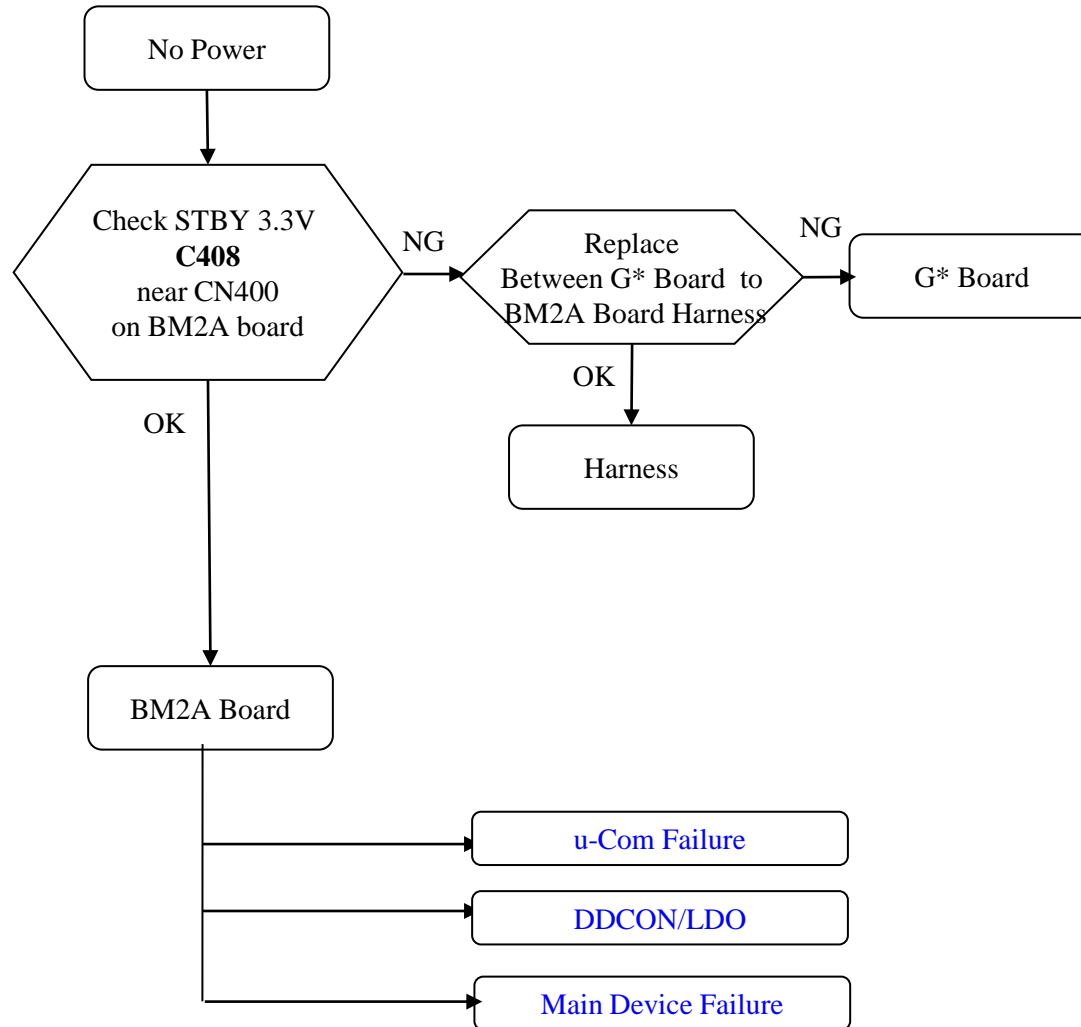 No Power
Check STBY 3.3V
C408
near CN400
on BM2A board
NG
Replace
Between G* Board to
BM2A Board Harness
NG
G* Board
OK
Harness
OK
BM2A Board
u-Com Failure
DDCON/LDO
Main Device Failure